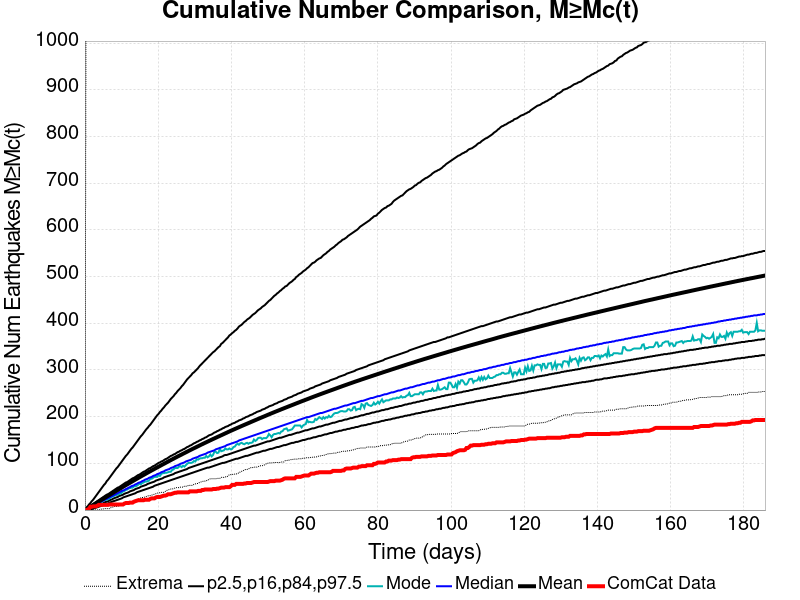 Cumulative Number Comparison, M≥Mc(t)
Cumulative Num Earthquakes M≥Mc(t)
1000
900
800
700
600
500
400
300
200
100
0
0 20 40 60 80 100 120 140 160 180
Time (days)
Extrema p2.5,p16,p84,p97.5 Mode Median Mean ComCat Data